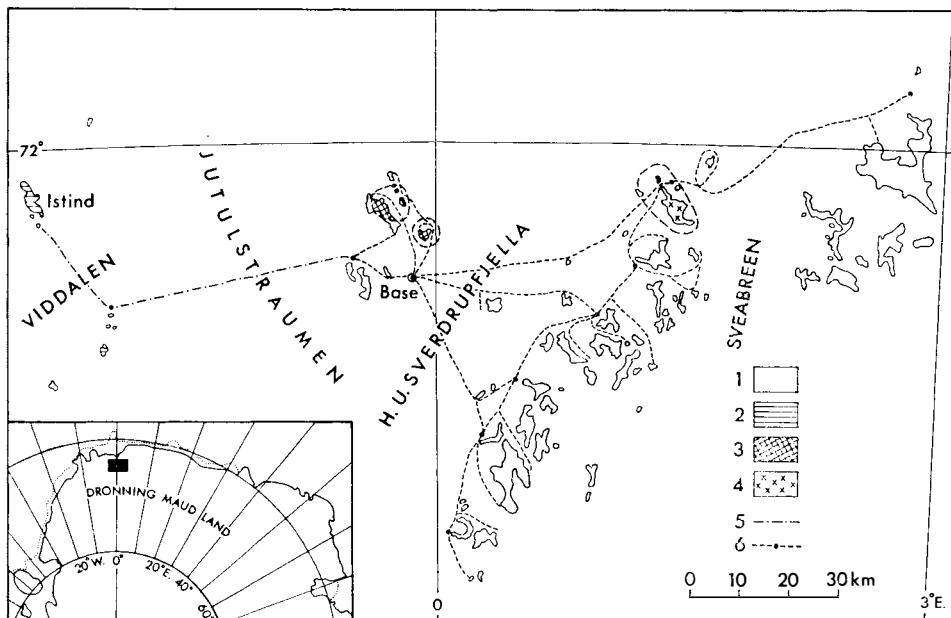 72°
Istind
VIDDALEN
JUTULSTRAUMEN
Base
H.U.SVERDRUPFJELLA
SVEABREEN
1
2
3
4
5
6
0 10 20 30 km
0
3°E.
DRONNING MAUD LAND
20°W. 0° 20°E. 40° 60°